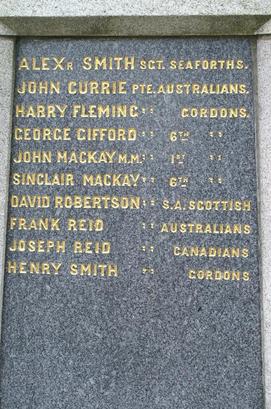 ALEXR SMITH SGT. SEAFORTHS.
JOHN CURRIE PTE. AUSTRALIANS.
HARRY FLEMING " GORDONS.
GEORGE GIFFORD " 6TH "
JOHN MACKAY M.M. " 1ST "
SINCLAIR MACKAY " 6TH "
DAVID ROBERTSON " S.A. SCOTTISH
FRANK REID " AUSTRALIANS
JOSEPH REID " CANADIANS
HENRY SMITH " GORDONS